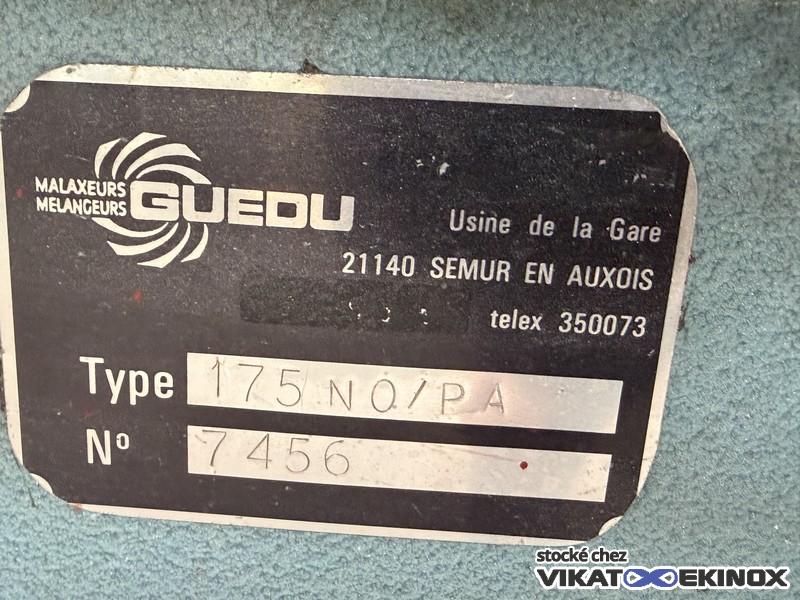 MALAXEURS
MELANGEURS
GUEDU
Usine de la Gare
21140 SEMUR EN AUXOIS
telex 350073
Type 175 NO/PA
Nº 7456
stocké chez
VIKAT EKINOX